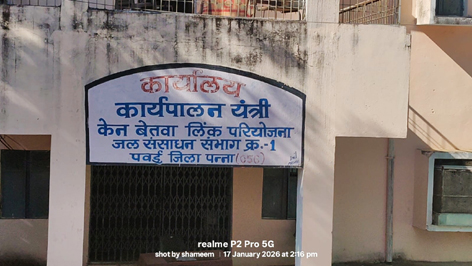 कार्यालय
कार्यपालन यंत्री
केन बेतवा लिंक परियोजना
जल संसाधन संभाग क्र.-1
पवई जिला पन्ना
realme P2 Pro 5G
shot by shameem | 17 January 2026 at 2:16 pm